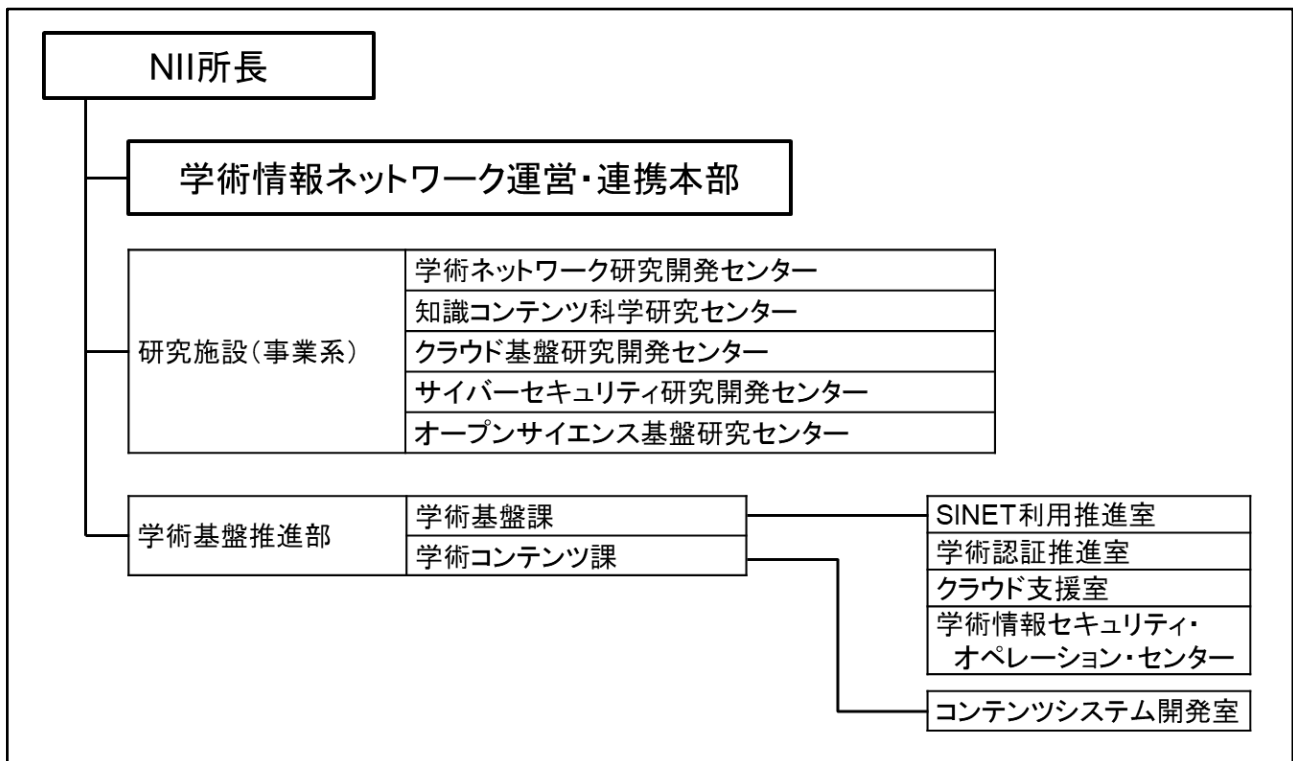 NII所長
学術情報ネットワーク運営・連携本部
研究施設(事業系)
学術ネットワーク研究開発センター
知識コンテンツ科学研究センター
クラウド基盤研究開発センター
サイバーセキュリティ研究開発センター
オープンサイエンス基盤研究センター
学術基盤推進部
学術基盤課
学術コンテンツ課
SINET利用推進室
学術認証推進室
クラウド支援室
学術情報セキュリティ・
オペレーション・センター
コンテンツシステム開発室